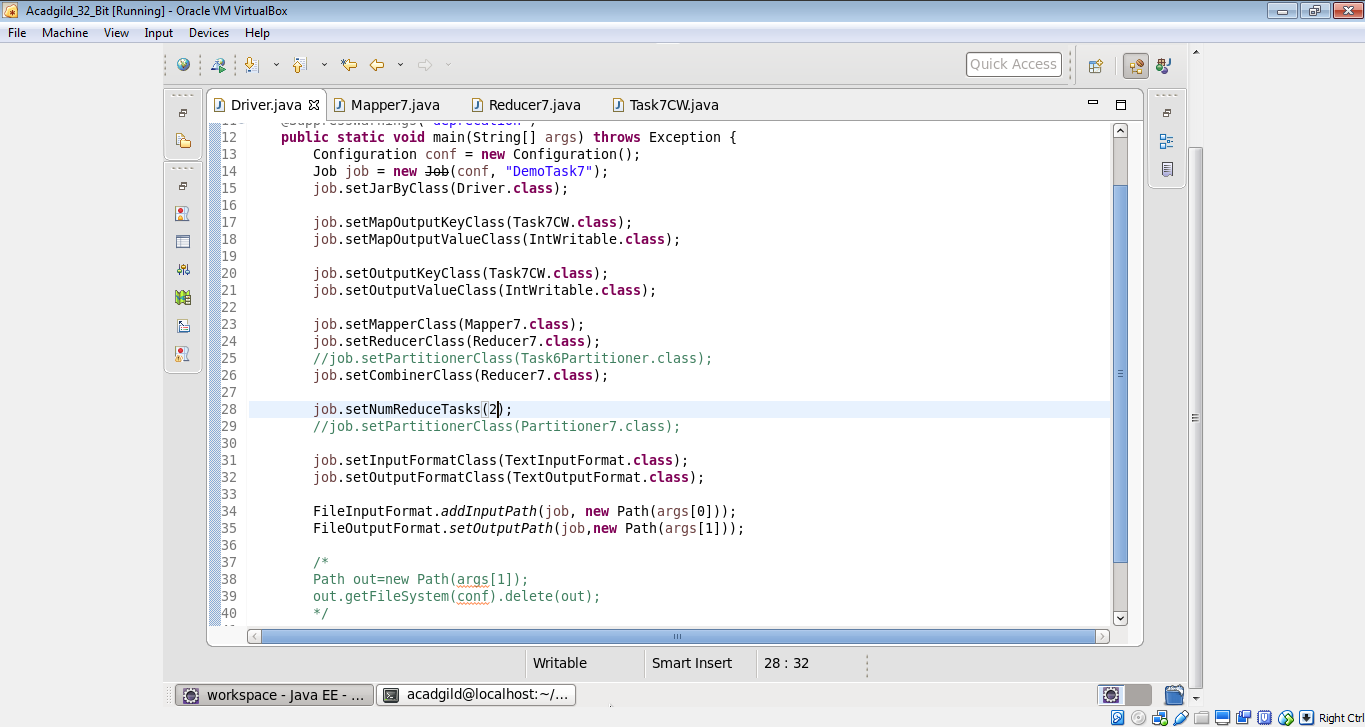 Acadgild_32_Bit [Running] - Oracle VM VirtualBox
File Machine View Input Devices Help
Quick Access
Driver.java Mapper7.java Reducer7.java Task7CW.java
11 @SuppressWarnings("deprecation")
12 public static void main(String[] args) throws Exception {
13 Configuration conf = new Configuration();
14 Job job = new Job(conf, "DemoTask7");
15 job.setJarByClass(Driver.class);
16
17 job.setMapOutputKeyClass(Task7CW.class);
18 job.setMapOutputValueClass(IntWritable.class);
19
20 job.setOutputKeyClass(Task7CW.class);
21 job.setOutputValueClass(IntWritable.class);
22
23 job.setMapperClass(Mapper7.class);
24 job.setReducerClass(Reducer7.class);
25 //job.setPartitionerClass(Task6Partitioner.class);
26 job.setCombinerClass(Reducer7.class);
27
28 job.setNumReduceTasks(2);
29 //job.setPartitionerClass(Partitioner7.class);
30
31 job.setInputFormatClass(TextInputFormat.class);
32 job.setOutputFormatClass(TextOutputFormat.class);
33
34 FileInputFormat.addInputPath(job, new Path(args[0]));
35 FileOutputFormat.setOutputPath(job,new Path(args[1]));
36
37 /*
38 Path out=new Path(args[1]);
39 out.getFileSystem(conf).delete(out);
40 */
Writable Smart Insert 28 : 32
workspace - Java EE - ... acadgild@localhost:~/...
Right Ctrl